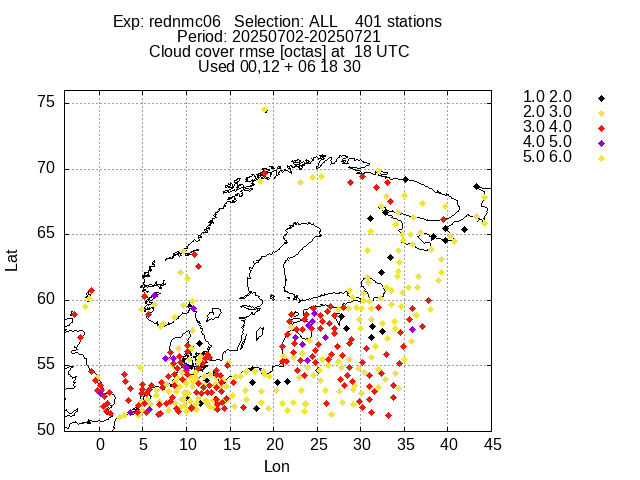 Exp: rednmc06   Selection: ALL    401 stations
Period: 20250702-20250721
Cloud cover rmse [octas] at  18 UTC
Used 00,12 + 06 18 30
1.0 2.0
2.0 3.0
3.0 4.0
4.0 5.0
5.0 6.0
75
70
65
60
55
50
Lat
0 5 10 15 20 25 30 35 40 45
Lon